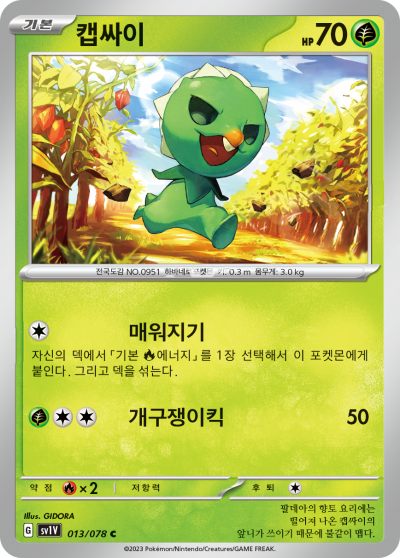 기본 캡싸이 HP 70
전국도감 NO.0951 하바네로 포켓몬 키: 0.3 m 몸무게: 3.0 kg
매워지기
자신의 덱에서 「기본 에너지」를 1장 선택해서 이 포켓몬에게
붙인다. 그리고 덱을 섞는다.
개구쟁이킥 50
약점 ×2 저항력 후퇴
Illus. GIDORA
G sv1V 013/078 C
팔데아의 향토 요리에는
떨어져 나온 캡싸이의
앞니가 쓰이기 때문에 불같이 맵다.
©2023 Pokémon/Nintendo/Creatures/GAME FREAK.